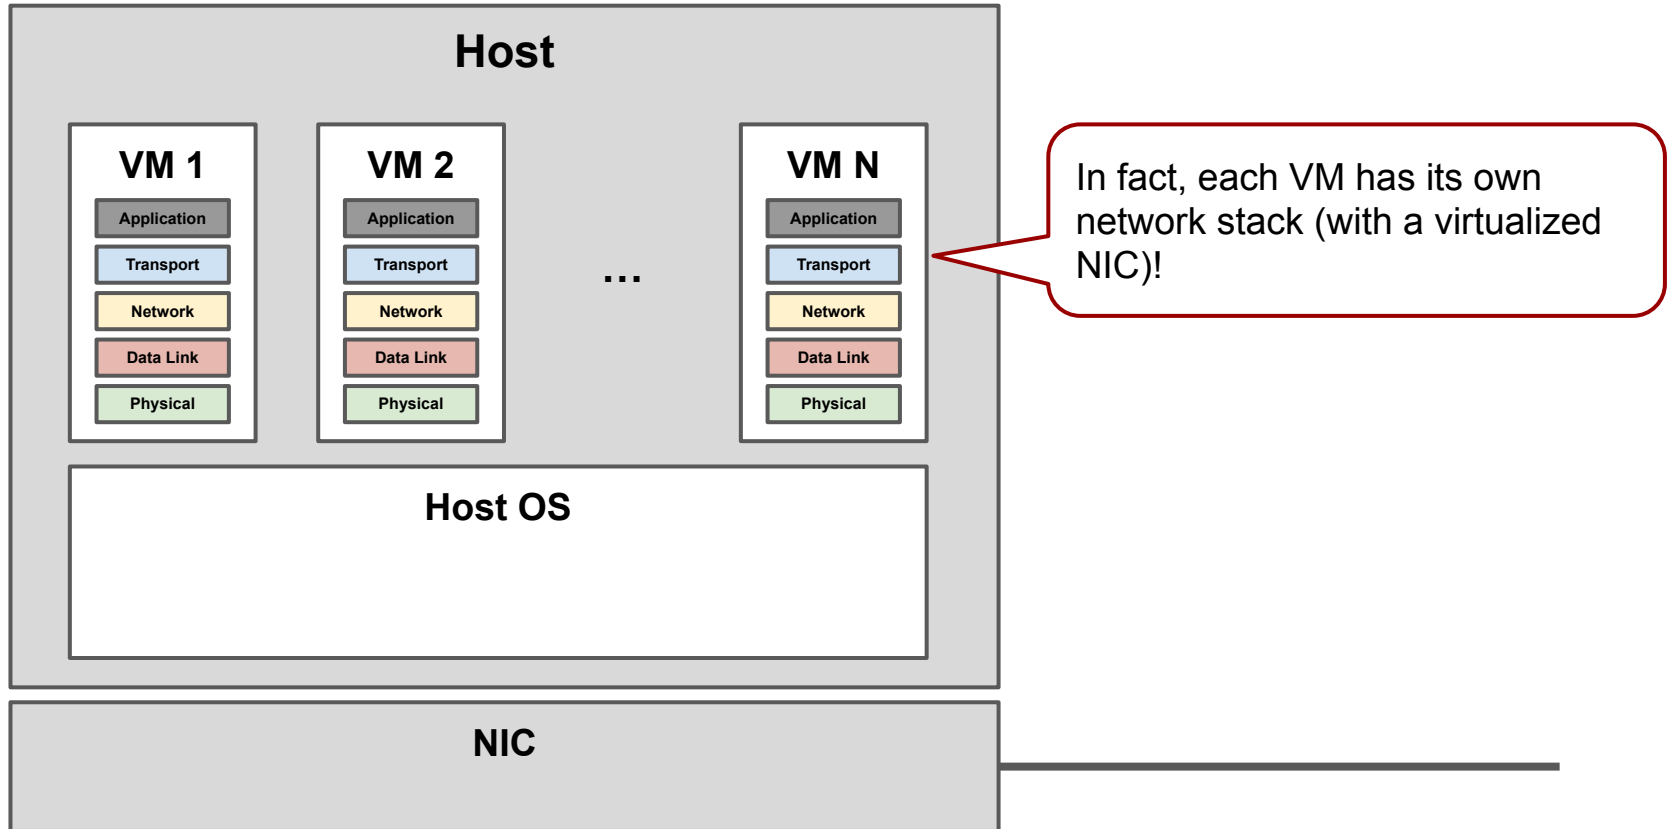 Host
VM 1
Application
Transport
Network
Data Link
Physical
VM 2
Application
Transport
Network
Data Link
Physical
...
VM N
Application
Transport
Network
Data Link
Physical
In fact, each VM has its own
network stack (with a virtualized
NIC)!
Host OS
NIC